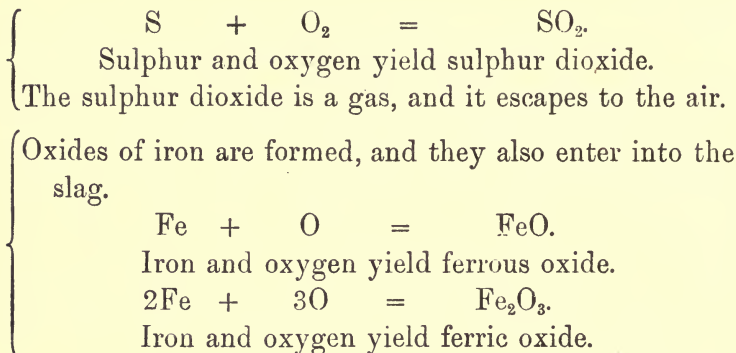 S + O₂ = SO₂.
Sulphur and oxygen yield sulphur dioxide.
The sulphur dioxide is a gas, and it escapes to the air.
Oxides of iron are formed, and they also enter into the
slag.
Fe + O = FeO.
Iron and oxygen yield ferrous oxide.
2Fe + 3O = Fe₂O₃.
Iron and oxygen yield ferric oxide.